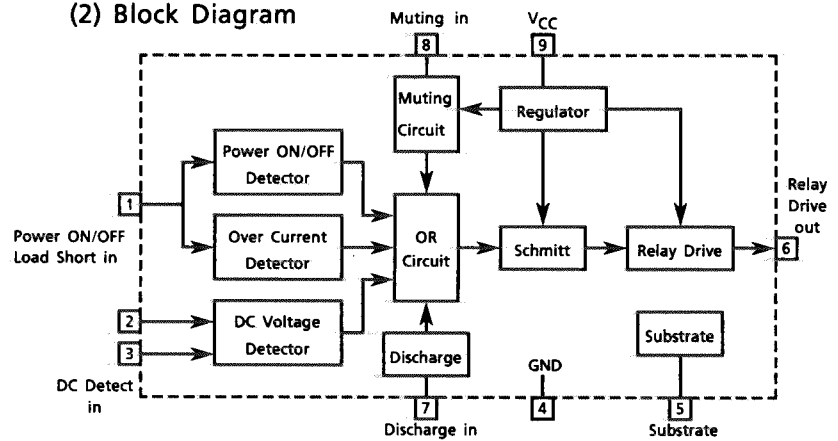 (2) Block Diagram
Muting in
VCC
8
9
Muting
Circuit
Regulator
Power ON/OFF
Detector
1
Power ON/OFF
Load Short in
Over Current
Detector
OR
Circuit
Schmitt
Relay Drive
Relay
Drive
out
6
2
3
DC Voltage
Detector
DC Detect
in
Discharge
GND
Substrate
7
4
5
Discharge in
Substrate